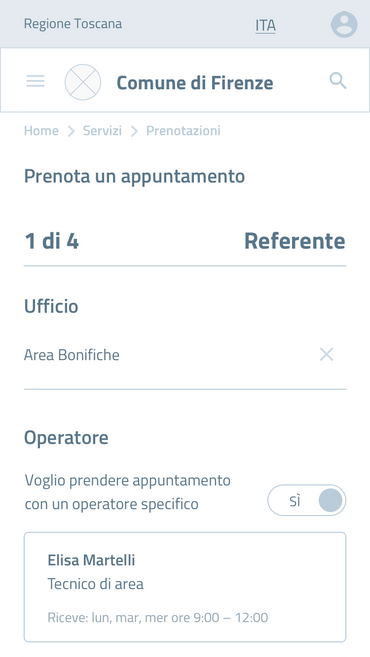 Regione Toscana
ITA
Comune di Firenze
Home Servizi Prenotazioni
Prenota un appuntamento
1 di 4 Referente
Ufficio
Area Bonifiche
Operatore
Voglio prendere appuntamento
con un operatore specifico
SÌ
Elisa Martelli
Tecnico di area
Riceve: lun, mar, mer ore 9:00 – 12:00